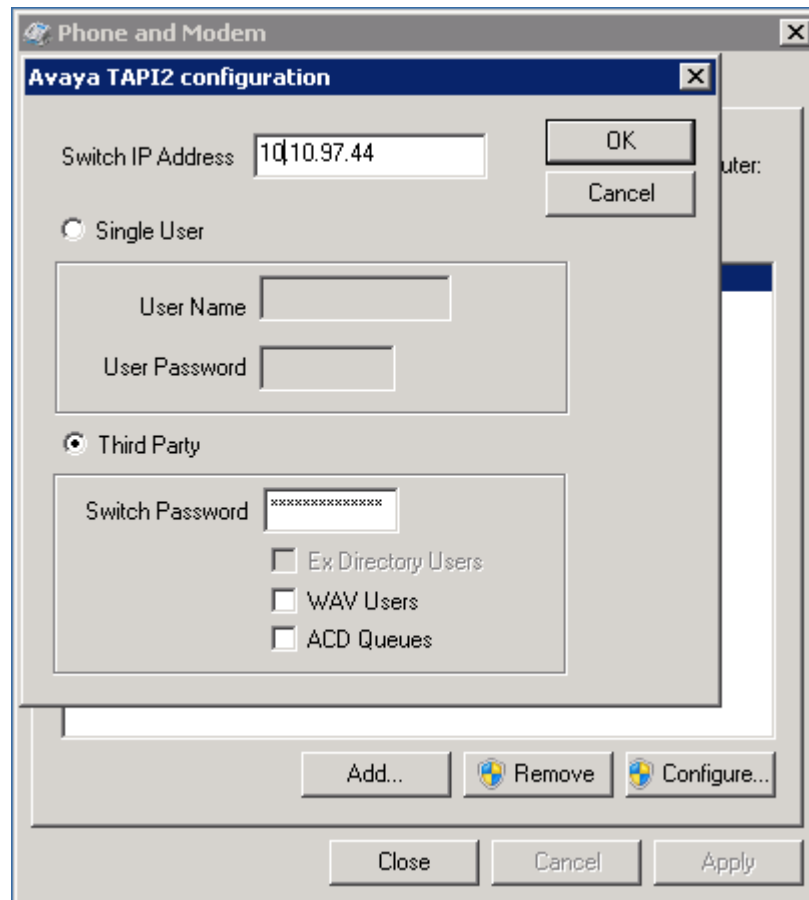 Phone and Modem
Avaya TAPI2 configuration
Switch IP Address 10.10.97.44
OK
uter:
Cancel
Single User
User Name
User Password
Third Party
Switch Password **************
Ex Directory Users
WAV Users
ACD Queues
Add... Remove Configure...
Close Cancel Apply